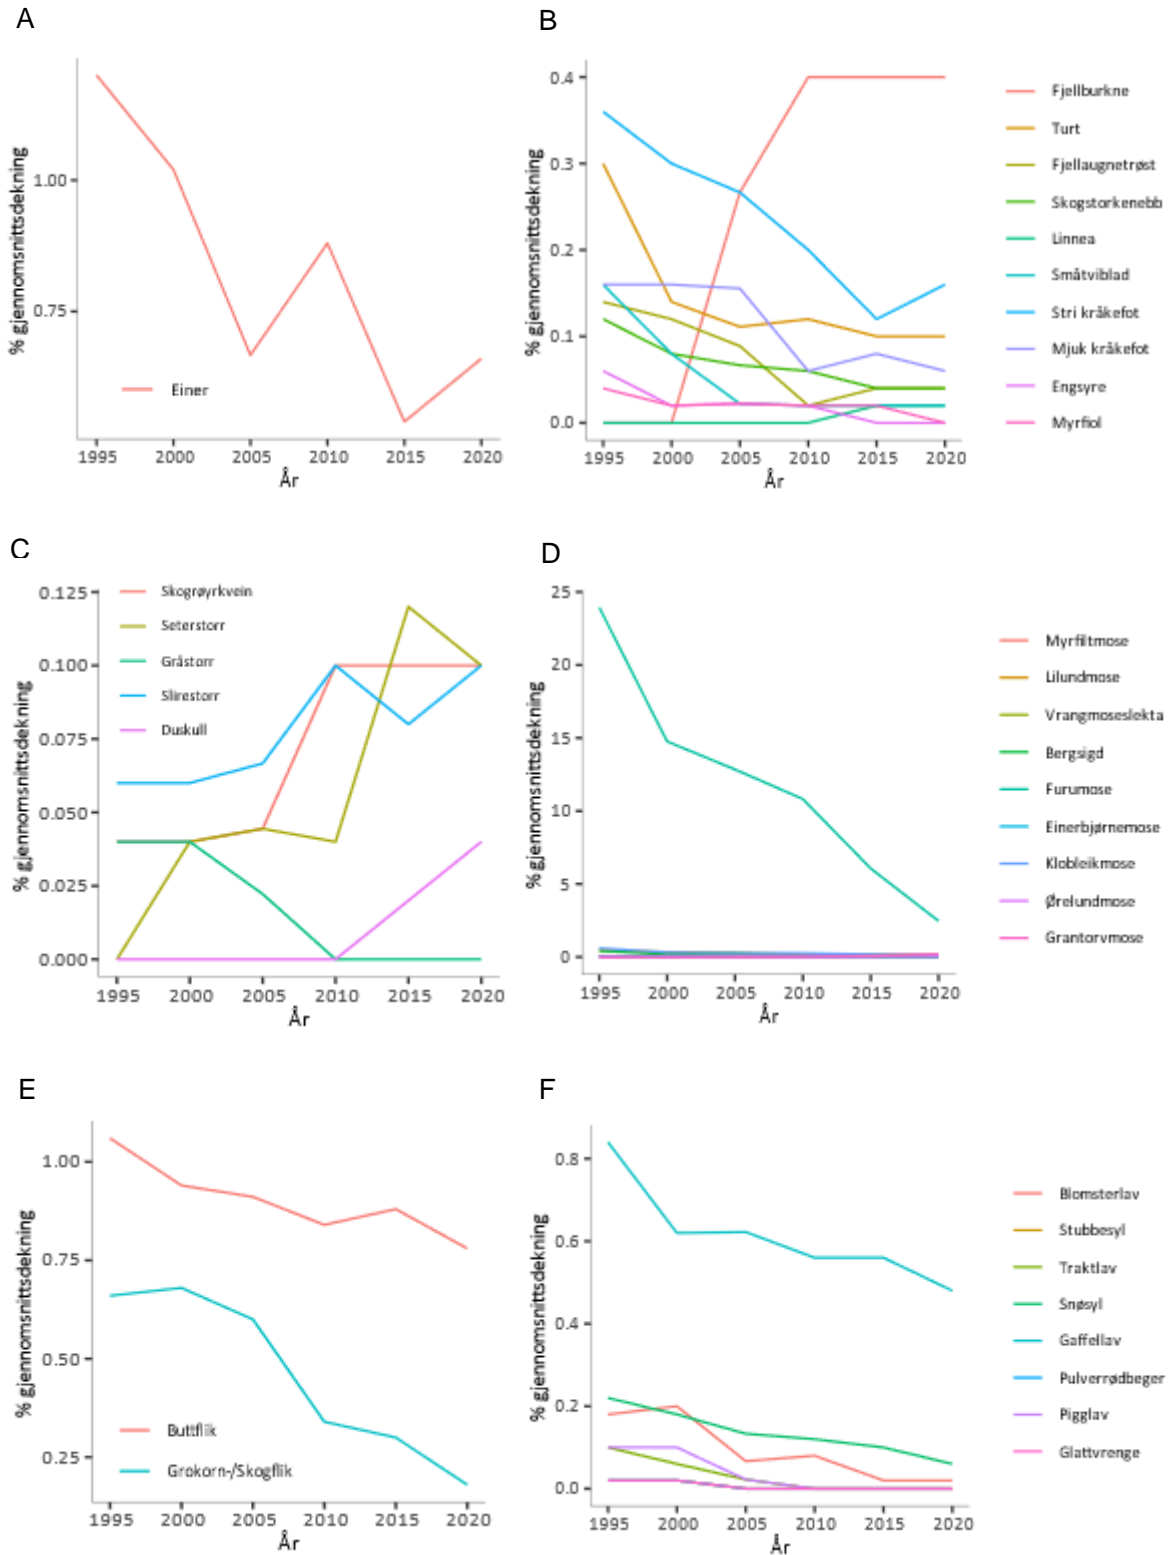 A
% gjennomsnittsdekning
1.00
0.75
Einer
1995 2000 2005 2010 2015 2020
År
B
% gjennomsnittsdekning
0.4
0.3
0.2
0.1
0.0
1995 2000 2005 2010 2015 2020
År
Fjellburkne
Turt
Fjellaugnetrøst
Skogstorkenebb
Linnea
Småtviblad
Stri kråkefot
Mjuk kråkefot
Engsyre
Myrfiol
C
% gjennomsnittsdekning
0.125
0.100
0.075
0.050
0.025
0.000
Skogrøyrkvein
Seterstorr
Gråstorr
Slirestorr
Duskull
1995 2000 2005 2010 2015 2020
År
D
% gjennomsnittsdekning
25
20
15
10
5
0
1995 2000 2005 2010 2015 2020
År
Myrfiltmose
Lilundmose
Vrangmoseslekta
Bergsigd
Furumose
Einerbjørnemose
Klobleikmose
Ørelundmose
Grantorvmose
E
% gjennomsnittsdekning
1.00
0.75
0.50
0.25
Buttflik
Grokorn-/Skogflik
1995 2000 2005 2010 2015 2020
År
F
% gjennomsnittsdekning
0.8
0.6
0.4
0.2
0.0
1995 2000 2005 2010 2015 2020
År
Blomsterlav
Stubbesyl
Traktlav
Snøsyl
Gaffellav
Pulverrødbeger
Pigglav
Glattvrenge